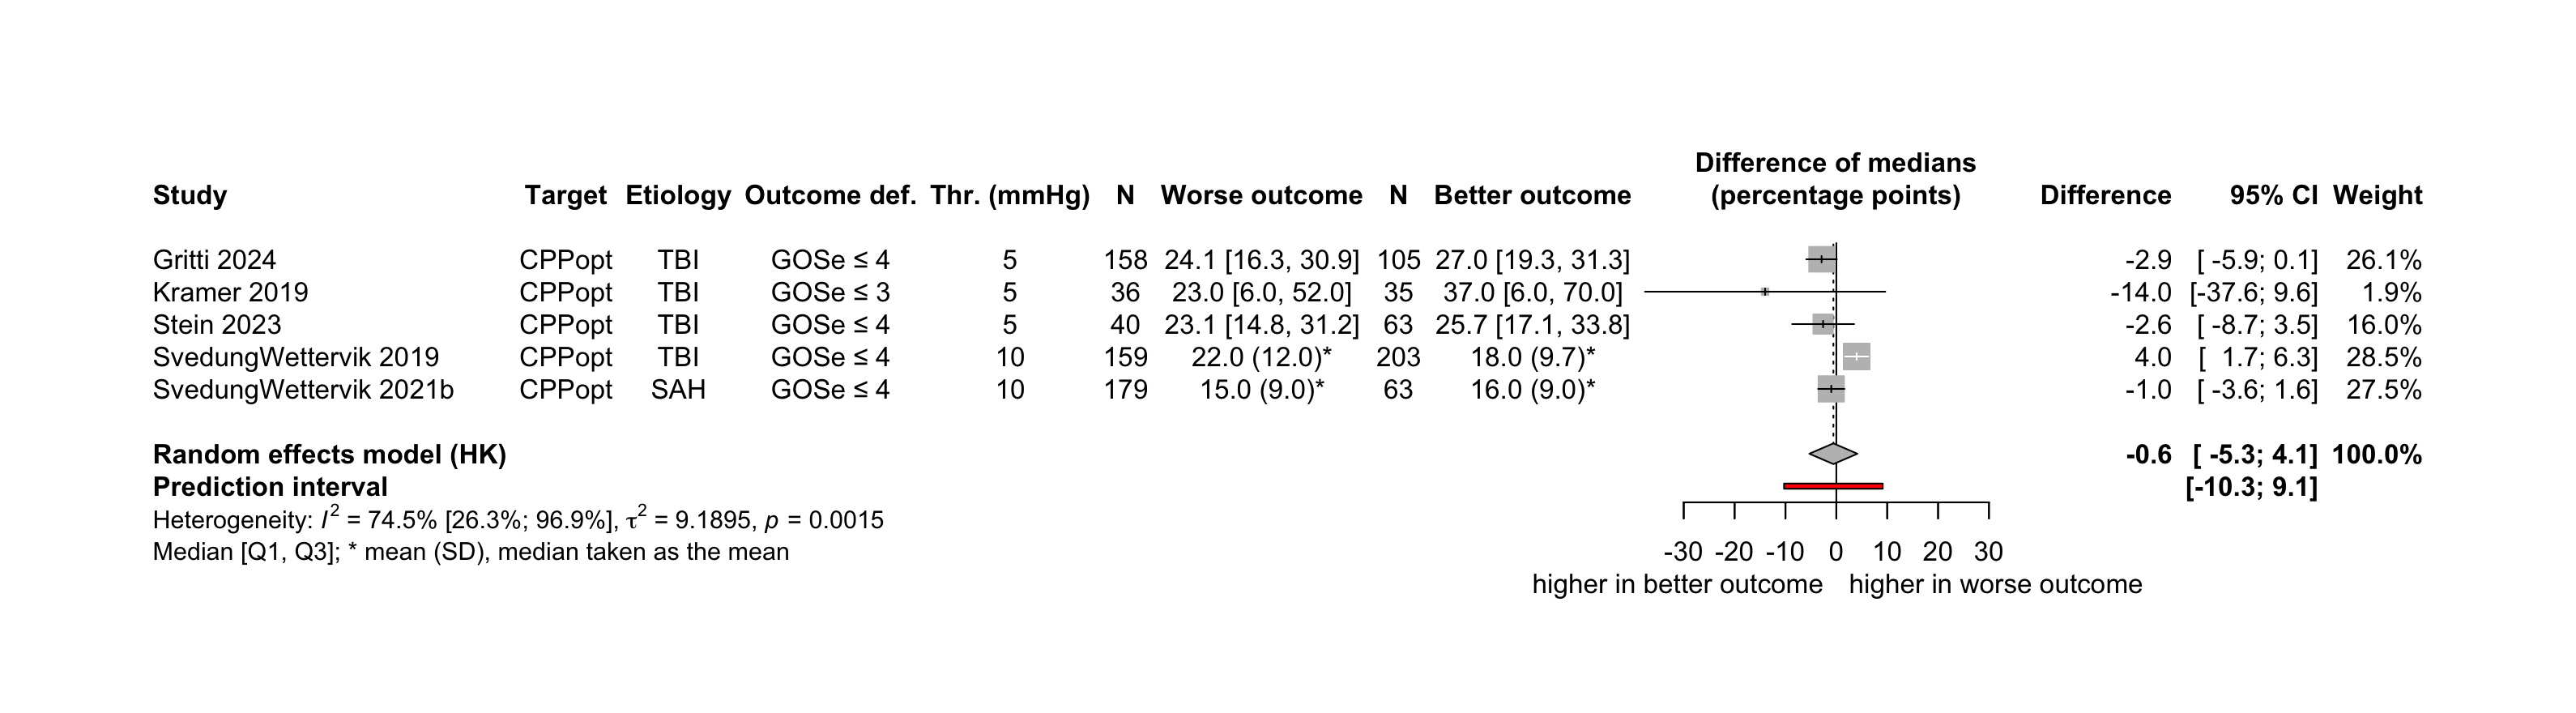 Difference of medians
Study Target Etiology Outcome def. Thr. (mmHg) N Worse outcome N Better outcome (percentage points) Difference 95% CI Weight
Gritti 2024 CPPopt TBI GOSe ≤ 4 5 158 24.1 [16.3, 30.9] 105 27.0 [19.3, 31.3] -2.9 [ -5.9; 0.1] 26.1%
Kramer 2019 CPPopt TBI GOSe ≤ 3 5 36 23.0 [6.0, 52.0] 35 37.0 [6.0, 70.0] -14.0 [-37.6; 9.6] 1.9%
Stein 2023 CPPopt TBI GOSe ≤ 4 5 40 23.1 [14.8, 31.2] 63 25.7 [17.1, 33.8] -2.6 [ -8.7; 3.5] 16.0%
SvedungWettervik 2019 CPPopt TBI GOSe ≤ 4 10 159 22.0 (12.0)* 203 18.0 (9.7)* 4.0 [ 1.7; 6.3] 28.5%
SvedungWettervik 2021b CPPopt SAH GOSe ≤ 4 10 179 15.0 (9.0)* 63 16.0 (9.0)* -1.0 [ -3.6; 1.6] 27.5%
Random effects model (HK) -0.6 [ -5.3; 4.1] 100.0%
Prediction interval [-10.3; 9.1]
Heterogeneity: I² = 74.5% [26.3%; 96.9%], τ² = 9.1895, p = 0.0015
Median [Q1, Q3]; * mean (SD), median taken as the mean -30 -20 -10 0 10 20 30
higher in better outcome higher in worse outcome